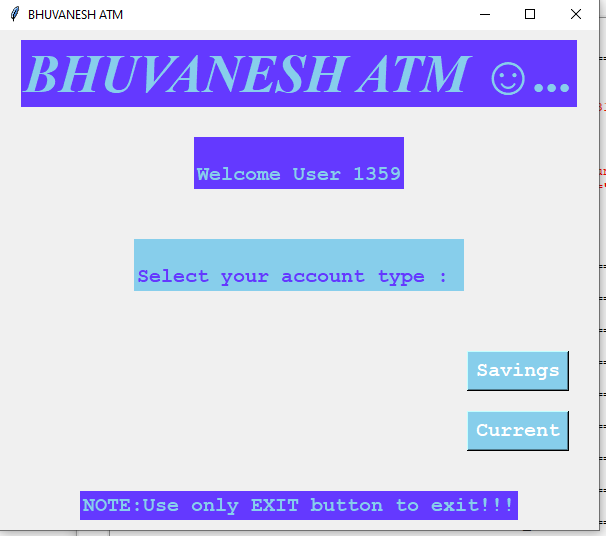 BHUVANESH ATM
BHUVANESH ATM ☺...
Welcome User 1359
Select your account type :
Savings
Current
NOTE:Use only EXIT button to exit!!!